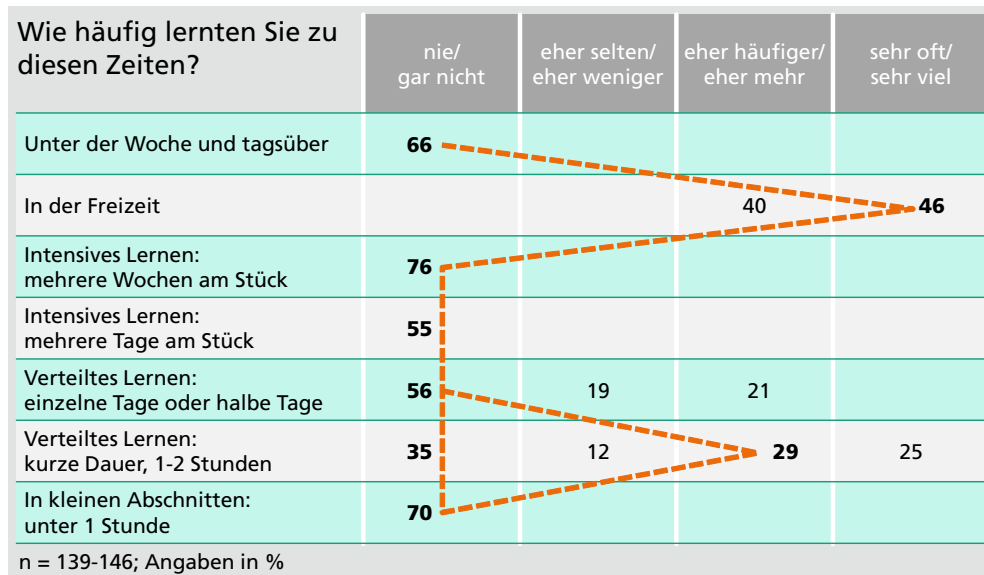 Wie häufig lernten Sie zu
diesen Zeiten?
nie/
gar nicht
eher selten/
eher weniger
eher häufiger/
eher mehr
sehr oft/
sehr viel
Unter der Woche und tagsüber 66
In der Freizeit 40 46
Intensives Lernen:
mehrere Wochen am Stück
76
Intensives Lernen:
mehrere Tage am Stück
55
Verteiltes Lernen:
einzelne Tage oder halbe Tage
56 19 21
Verteiltes Lernen:
kurze Dauer, 1-2 Stunden
35 12 29 25
In kleinen Abschnitten:
unter 1 Stunde
70
n = 139-146; Angaben in %